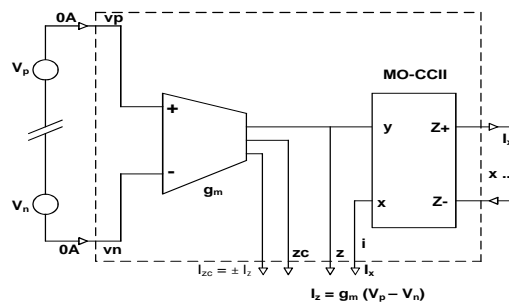 0A vp
Vp
MO-CCII
+
y Z+
Iz
-
gm
x Z-
x ..
Vn
i
zc z
0A vn
Izc = ± Iz
Ix
Iz = gm (Vp – Vn)